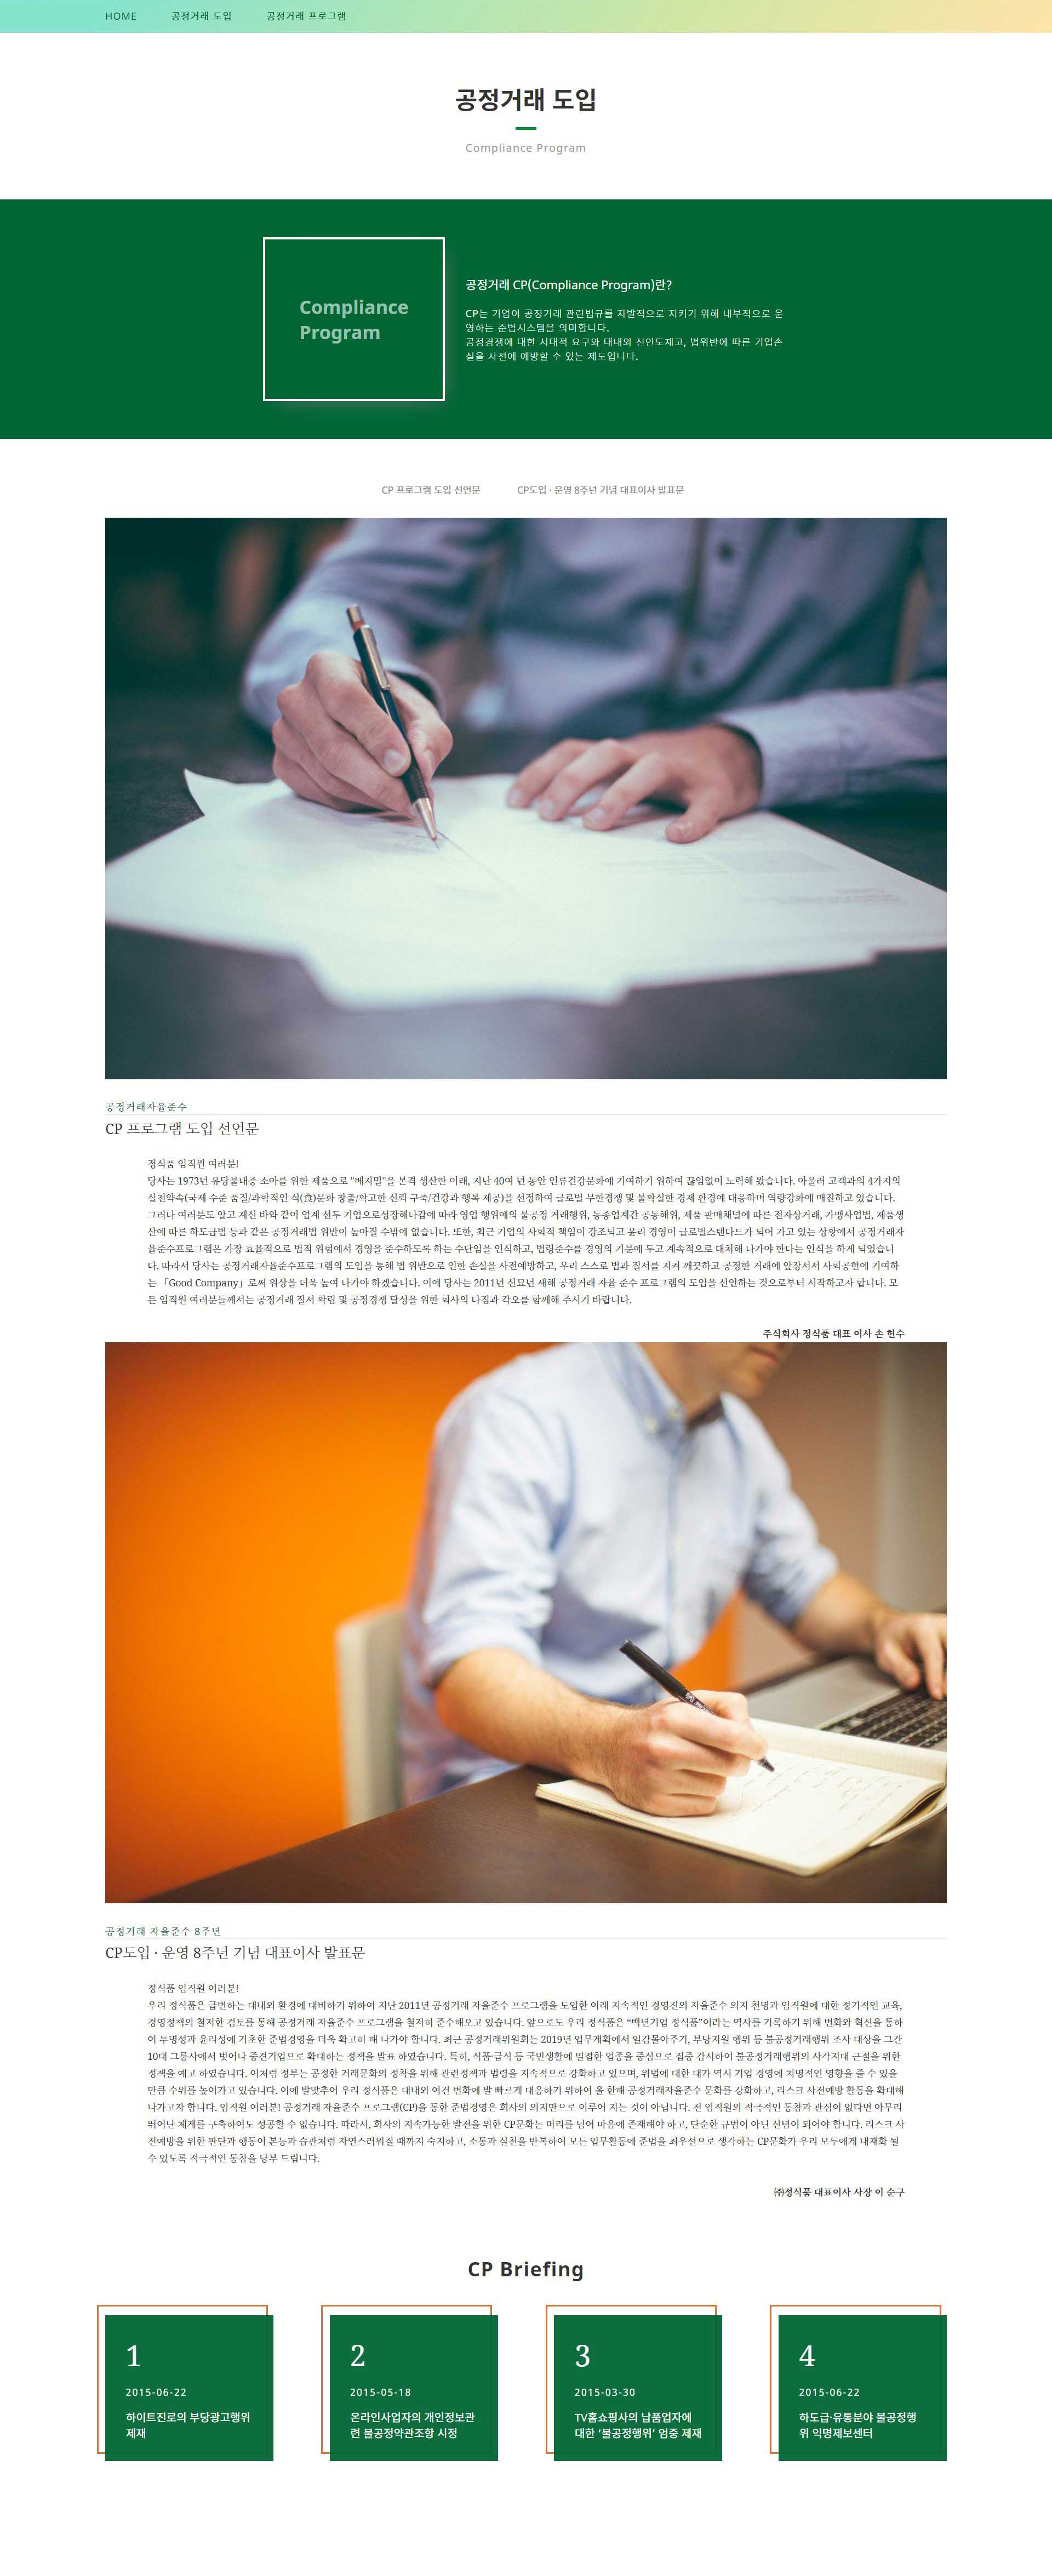 HOME 공정거래 도입 공정거래 프로그램
공정거래 도입
Compliance Program
Compliance
Program
공정거래 CP(Compliance Program)란?
CP는 기업이 공정거래 관련법규를 자발적으로 지키기 위해 내부적으로 운
영하는 준법시스템을 의미합니다.
공정경쟁에 대한 시대적 요구와 대내외 신인도제고, 법위반에 따른 기업손
실을 사전에 예방할 수 있는 제도입니다.
CP 프로그램 도입 선언문 CP도입 · 운영 8주년 기념 대표이사 발표문
공정거래자율준수
CP 프로그램 도입 선언문
정식품 임직원 여러분!
당사는 1973년 유당불내증 소아를 위한 제품으로 "베지밀"을 본격 생산한 이래, 지난 40여 년 동안 인류건강문화에 기여하기 위하여 끊임없이 노력해 왔습니다. 아울러 고객과의 4가지의
실천약속(국제 수준 품질/과학적인 식(食)문화 창출/확고한 신뢰 구축/건강과 행복 제공)을 선정하여 글로벌 무한경쟁 및 불확실한 경제 환경에 대응하며 역량강화에 매진하고 있습니다.
그러나 여러분도 알고 계신 바와 같이 업계 선두 기업으로성장해나감에 따라 영업 행위에의 불공정 거래행위, 동종업계간 공동해위, 제품 판매채널에 따른 전자상거래, 가맹사업법, 제품생
산에 따른 하도급법 등과 같은 공정거래법 위반이 높아질 수밖에 없습니다. 또한, 최근 기업의 사회적 책임이 강조되고 윤리 경영이 글로벌스탠다드가 되어 가고 있는 상황에서 공정거래자
율준수프로그램은 가장 효율적으로 법적 위험에서 경영을 준수하도록 하는 수단임을 인식하고, 법령준수를 경영의 기본에 두고 계속적으로 대처해 나가야 한다는 인식을 하게 되었습니
다. 따라서 당사는 공정거래자율준수프로그램의 도입을 통해 법 위반으로 인한 손실을 사전예방하고, 우리 스스로 법과 질서를 지켜 깨끗하고 공정한 거래에 앞장서서 사회공헌에 기여하
는 「Good Company」로써 위상을 더욱 높여 나가야 하겠습니다. 이에 당사는 2011년 신묘년 새해 공정거래 자율 준수 프로그램의 도입을 선언하는 것으로부터 시작하고자 합니다. 모
든 임직원 여러분들께서는 공정거래 질서 확립 및 공정경쟁 달성을 위한 회사의 다짐과 각오를 함께해 주시기 바랍니다.
주식회사 정식품 대표 이사 손 헌수
공정거래 자율준수 8주년
CP도입 · 운영 8주년 기념 대표이사 발표문
정식품 임직원 여러분!
우리 정식품은 급변하는 대내외 환경에 대비하기 위하여 지난 2011년 공정거래 자율준수 프로그램을 도입한 이래 지속적인 경영진의 자율준수 의지 천명과 임직원에 대한 정기적인 교육,
경영정책의 철저한 검토를 통해 공정거래 자율준수 프로그램을 철저히 준수해오고 있습니다. 앞으로도 우리 정식품은 “백년기업 정식품”이라는 역사를 기록하기 위해 변화와 혁신을 통하
여 투명성과 윤리성에 기초한 준법경영을 더욱 확고히 해 나가야 합니다. 최근 공정거래위원회는 2019년 업무계획에서 일감몰아주기, 부당지원 행위 등 불공정거래행위 조사 대상을 그간
10대 그룹사에서 벗어나 중견기업으로 확대하는 정책을 발표 하였습니다. 특히, 식품·급식 등 국민생활에 밀접한 업종을 중심으로 집중 감시하여 불공정거래행위의 사각지대 근절을 위한
정책을 예고 하였습니다. 이처럼 정부는 공정한 거래문화의 정착을 위해 관련정책과 법령을 지속적으로 강화하고 있으며, 위법에 대한 대가 역시 기업 경영에 치명적인 영향을 줄 수 있을
만큼 수위를 높여가고 있습니다. 이에 발맞추어 우리 정식품은 대내외 여건 변화에 발 빠르게 대응하기 위하여 올 한해 공정거래자율준수 문화를 강화하고, 리스크 사전예방 활동을 확대해
나가고자 합니다. 임직원 여러분! 공정거래 자율준수 프로그램(CP)을 통한 준법경영은 회사의 의지만으로 이루어 지는 것이 아닙니다. 전 임직원의 적극적인 동참과 관심이 없다면 아무리
뛰어난 체계를 구축하여도 성공할 수 없습니다. 따라서, 회사의 지속가능한 발전을 위한 CP문화는 머리를 넘어 마음에 존재해야 하고, 단순한 규범이 아닌 신념이 되어야 합니다. 리스크 사
전예방을 위한 판단과 행동이 본능과 습관처럼 자연스러워질 때까지 숙지하고, 소통과 실천을 반복하여 모든 업무활동에 준법을 최우선으로 생각하는 CP문화가 우리 모두에게 내재화 될
수 있도록 적극적인 동참을 당부 드립니다.
㈜정식품 대표이사 사장 이 순구
CP Briefing
1
2015-06-22
하이트진로의 부당광고행위
제재
2
2015-05-18
온라인사업자의 개인정보관
련 불공정약관조항 시정
3
2015-03-30
TV홈쇼핑사의 납품업자에
대한 ‘불공정행위’ 엄중 제재
4
2015-06-22
하도급·유통분야 불공정행
위 익명제보센터